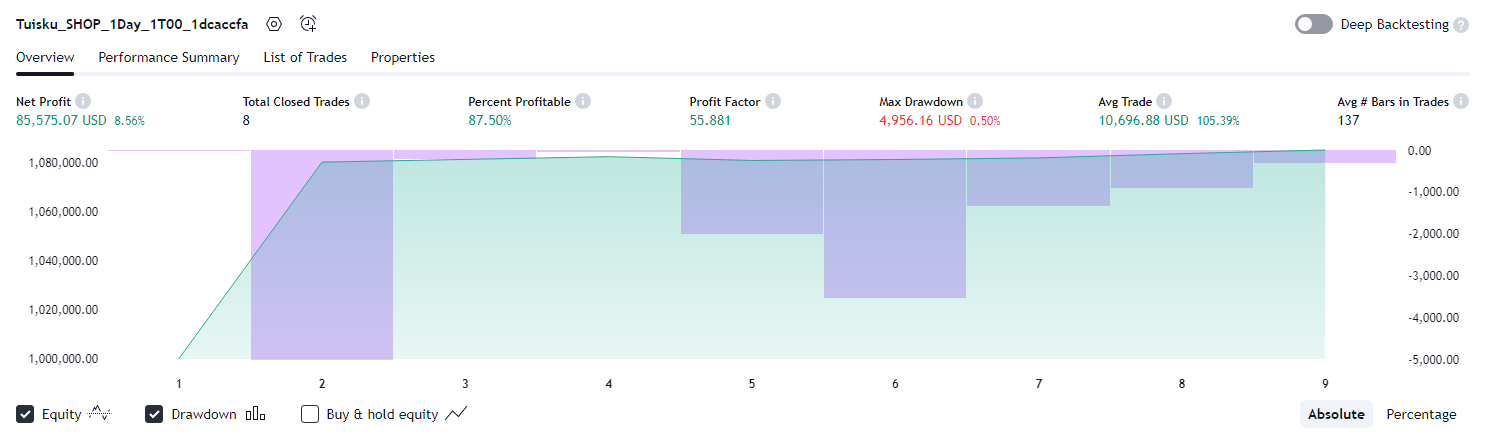 Tuisku_SHOP_1Day_1T00_1dcaccfa Deep Backtesting ?
Overview Performance Summary List of Trades Properties
Net Profit i Total Closed Trades i Percent Profitable i Profit Factor i Max Drawdown i Avg Trade i Avg # Bars in Trades i
85,575.07 USD 8.56% 8 87.50% 55.881 4,956.16 USD 0.50% 10,696.88 USD 105.39% 137
1,080,000.00 0.00
1,060,000.00 -1,000.00
1,040,000.00 -2,000.00
1,020,000.00 -3,000.00
1,000,000.00 -4,000.00
-5,000.00
1 2 3 4 5 6 7 8 9
Equity Drawdown Buy & hold equity Absolute Percentage